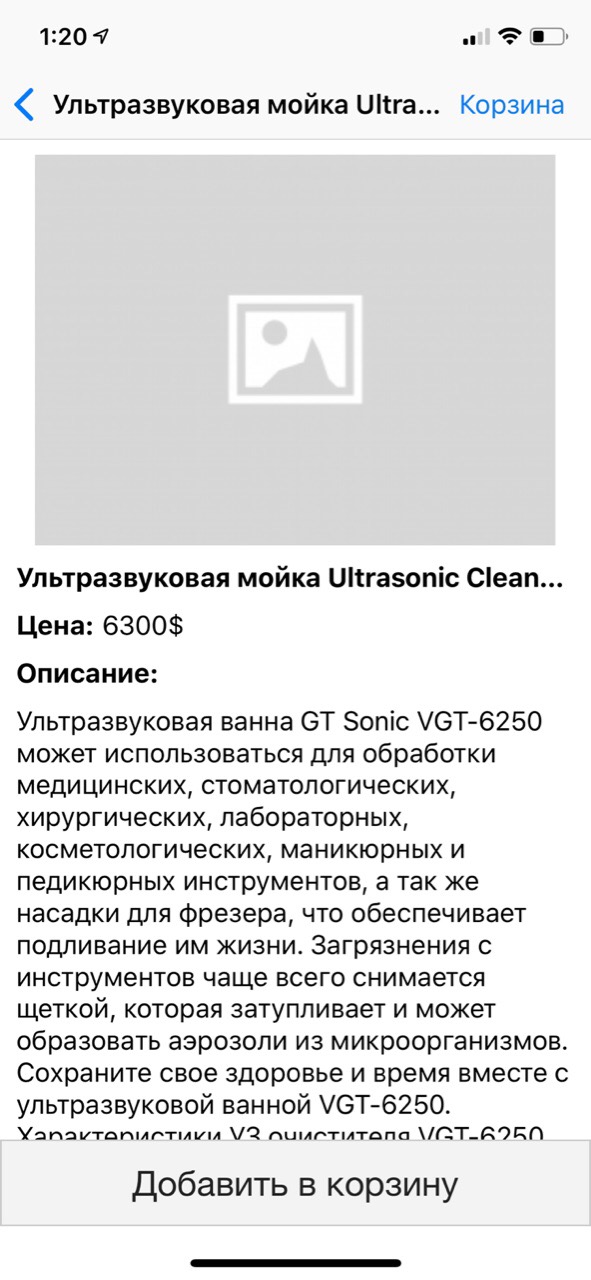 1:20
Ультразвуковая мойка Ultra...
Корзина
Ультразвуковая мойка Ultrasonic Clean...
Цена: 6300$
Описание:
Ультразвуковая ванна GT Sonic VGT-6250
может использоваться для обработки
медицинских, стоматологических,
хирургических, лабораторных,
косметологических, маникюрных и
педикюрных инструментов, а так же
насадки для фрезера, что обеспечивает
подливание им жизни. Загрязнения с
инструментов чаще всего снимается
щеткой, которая затупливает и может
образовать аэрозоли из микроорганизмов.
Сохраните свое здоровье и время вместе с
ультразвуковой ванной VGT-6250.
Характеристики УЗ очистителя VGT-6250
Добавить в корзину